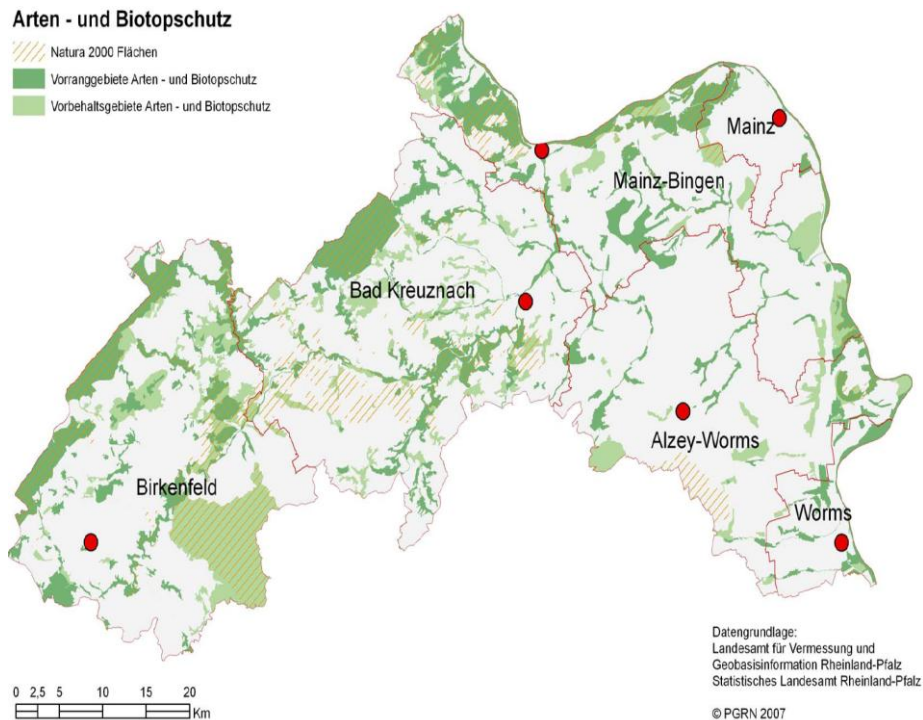 Arten - und Biotopschutz
Natura 2000 Flächen
Vorranggebiete Arten - und Biotopschutz
Vorbehaltsgebiete Arten - und Biotopschutz
Mainz
Mainz-Bingen
Bad Kreuznach
Alzey-Worms
Birkenfeld
Worms
0 2,5 5 10 15 20
Km
Datengrundlage:
Landesamt für Vermessung und
Geobasisinformation Rheinland-Pfalz
Statistisches Landesamt Rheinland-Pfalz
© PGRN 2007